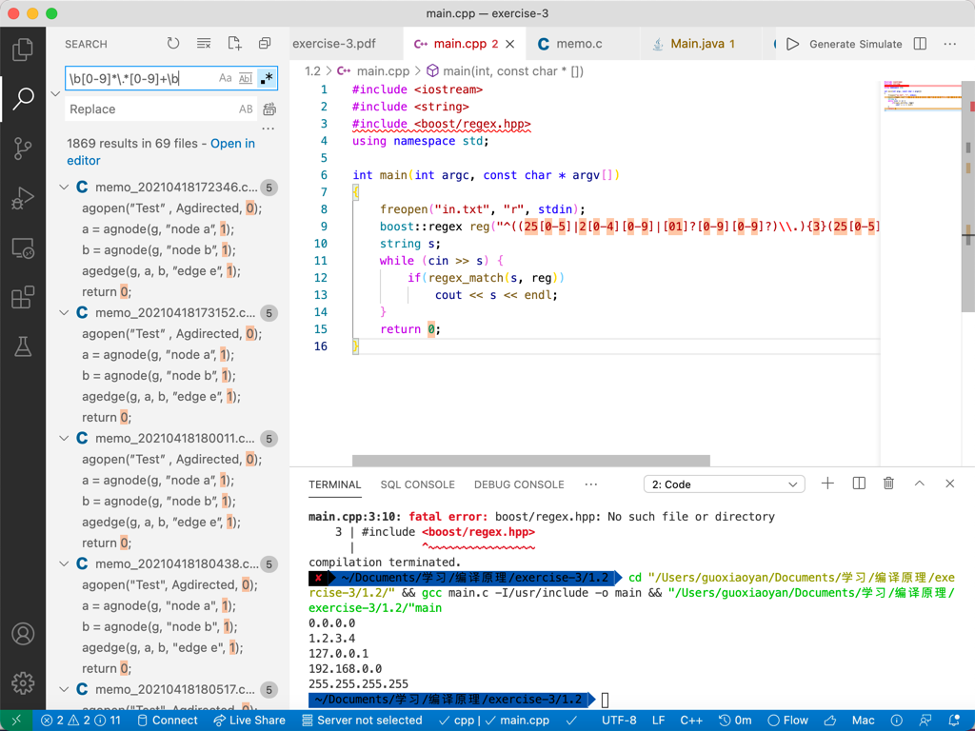 main.cpp — exercise-3
SEARCH
exercise-3.pdf
main.cpp 2
memo.c
Main.java 1
Generate Simulate
\b[0-9]*\.*[0-9]+\b
Aa
Ab
.*
1.2 > main.cpp > main(int, const char * [])
Replace
AB
1869 results in 69 files - Open in
editor
memo_20210418172346.c... 5
agopen("Test" , Agdirected, 0);
a = agnode(g, "node a", 1);
b = agnode(g, "node b", 1);
agedge(g, a, b, "edge e", 1);
return 0;
memo_20210418173152.c... 5
agopen("Test" , Agdirected, 0);
a = agnode(g, "node a", 1);
b = agnode(g, "node b", 1);
agedge(g, a, b, "edge e", 1);
return 0;
memo_20210418180011.c... 5
agopen("Test" , Agdirected, 0);
a = agnode(g, "node a", 1);
b = agnode(g, "node b", 1);
agedge(g, a, b, "edge e", 1);
return 0;
memo_20210418180438.c... 5
agopen("Test", Agdirected, 0);
a = agnode(g, "node a", 1);
b = agnode(g, "node b", 1);
agedge(g, a, b, "edge e", 1);
return 0;
memo_20210418180517.c... 5
agopen("Test", Agdirected, 0);
1 #include <iostream>
2 #include <string>
3 #include <boost/regex.hpp>
4 using namespace std;
5
6 int main(int argc, const char * argv[])
7 {
8 freopen("in.txt", "r", stdin);
9 boost::regex reg("^((25[0-5]|2[0-4][0-9]|[01]?[0-9][0-9]?)\\.){3}(25[0-5]
10 string s;
11 while (cin >> s) {
12 if(regex_match(s, reg))
13 cout << s << endl;
14 }
15 return 0;
16 }
TERMINAL SQL CONSOLE DEBUG CONSOLE ··· 2: Code
main.cpp:3:10: fatal error: boost/regex.hpp: No such file or directory
3 | #include <boost/regex.hpp>
| ^~~~~~~~~~~~~~~~~
compilation terminated.
✘ ~/Documents/学习/编译原理/exercise-3/1.2 cd "/Users/guoxiaoyan/Documents/学习/编译原理/exe
rcise-3/1.2/" && gcc main.c -I/usr/include -o main && "/Users/guoxiaoyan/Documents/学习/编译原理/
exercise-3/1.2/"main
0.0.0.0
1.2.3.4
127.0.0.1
192.168.0.0
255.255.255.255
~/Documents/学习/编译原理/exercise-3/1.2
2 2 11 Connect Live Share Server not selected cpp | main.cpp UTF-8 LF C++ 0m Flow Mac